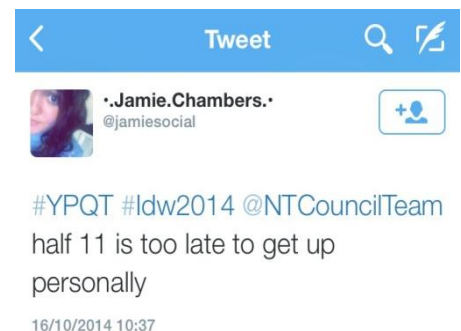 Tweet
•.Jamie.Chambers.•
@jamiesocial
#YPQT #ldw2014 @NTCouncilTeam
half 11 is too late to get up
personally
16/10/2014 10:37